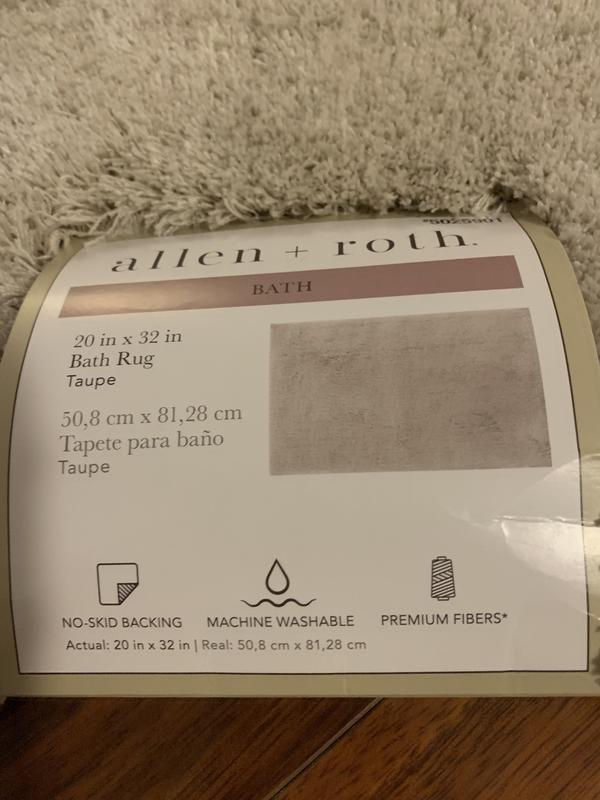 *5025901
allen + roth.
BATH
20 in x 32 in
Bath Rug
Taupe
50,8 cm x 81,28 cm
Tapete para baño
Taupe
NO-SKID BACKING
MACHINE WASHABLE
PREMIUM FIBERS*
Actual: 20 in x 32 in | Real: 50,8 cm x 81,28 cm